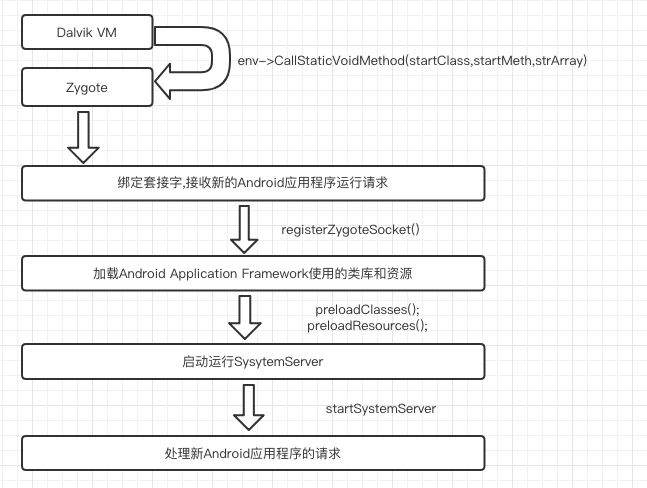 Dalvik VM
env->CallStaticVoidMethod(startClass,startMeth,strArray)
Zygote
绑定套接字,接收新的Android应用程序运行请求
registerZygoteSocket()
加载Android Application Framework使用的类库和资源
preloadClasses();
preloadResources();
启动运行SysytemServer
startSystemServer
处理新Android应用程序的请求